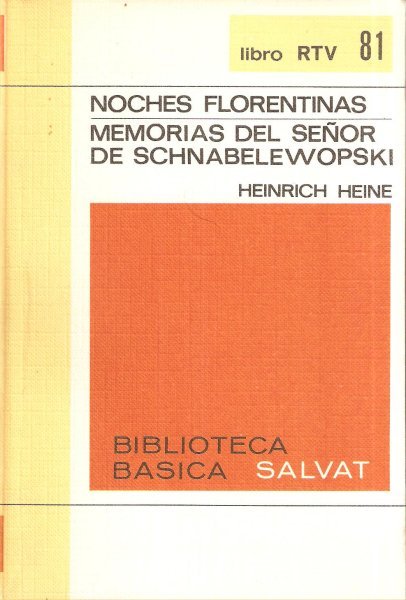 libro RTV 81
NOCHES FLORENTINAS
MEMORIAS DEL SEÑOR
DE SCHNABELEWOPSKI
HEINRICH HEINE
BIBLIOTECA
BASICA SALVAT